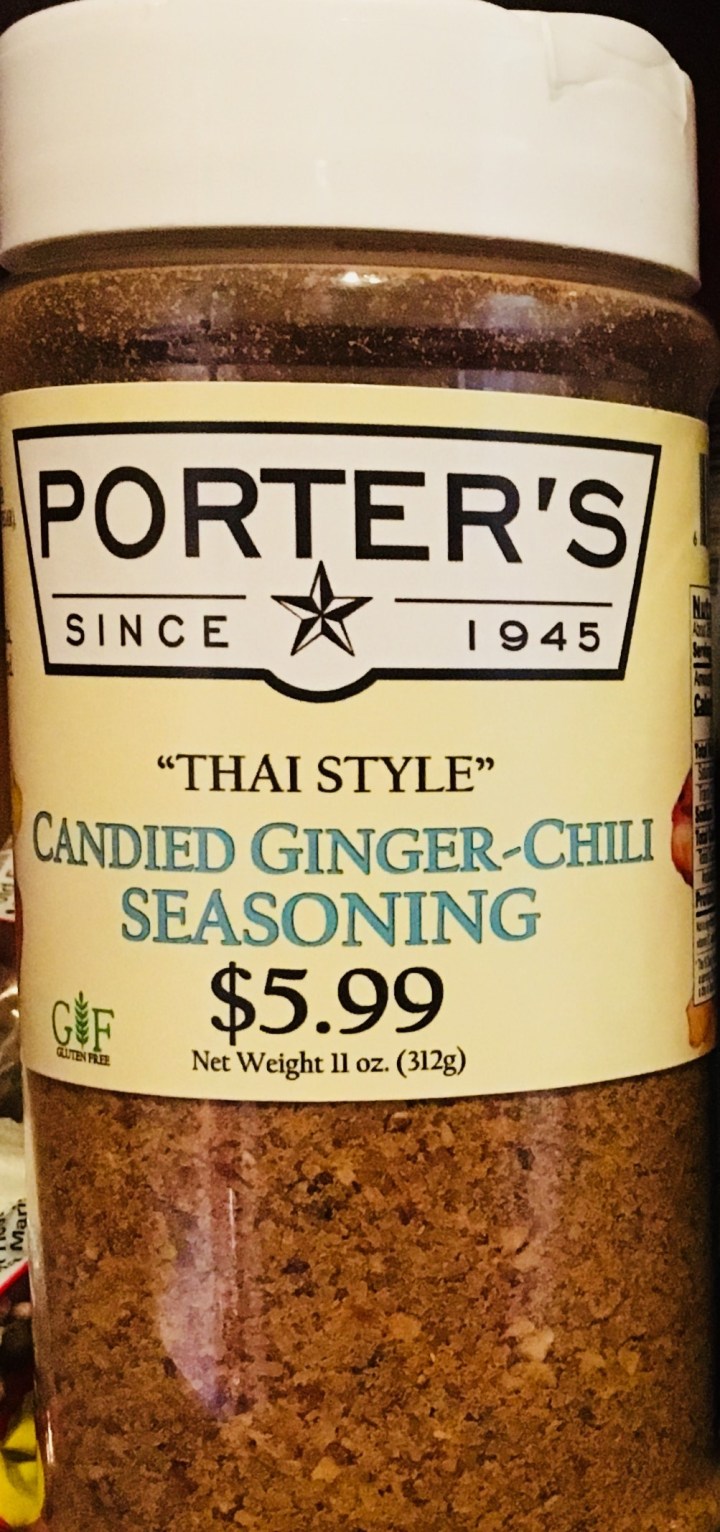 PORTER'S
SINCE 1945
“THAI STYLE”
CANDIED GINGER-CHILI
SEASONING
$5.99
GF
GLUTEN FREE
Net Weight 11 oz. (312g)